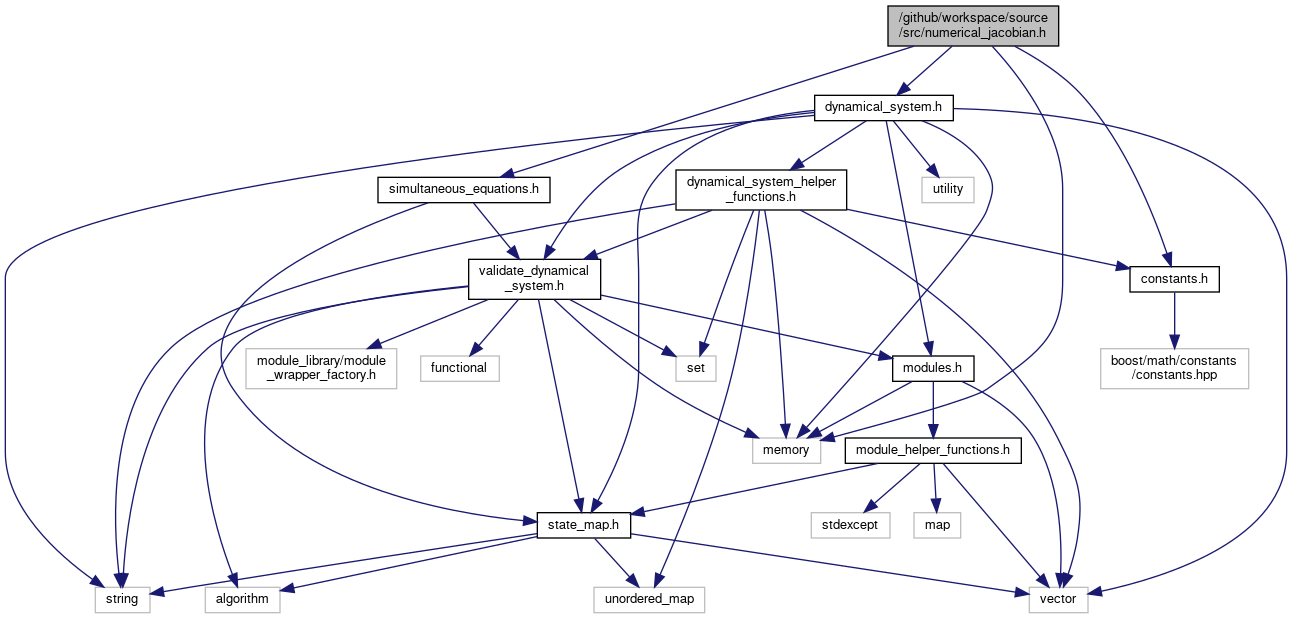 /github/workspace/source
/src/numerical_jacobian.h
dynamical_system.h
simultaneous_equations.h
dynamical_system_helper
_functions.h
utility
validate_dynamical
_system.h
constants.h
module_library/module
_wrapper_factory.h
functional
set
modules.h
boost/math/constants
/constants.hpp
memory
module_helper_functions.h
state_map.h
stdexcept
map
string
algorithm
unordered_map
vector